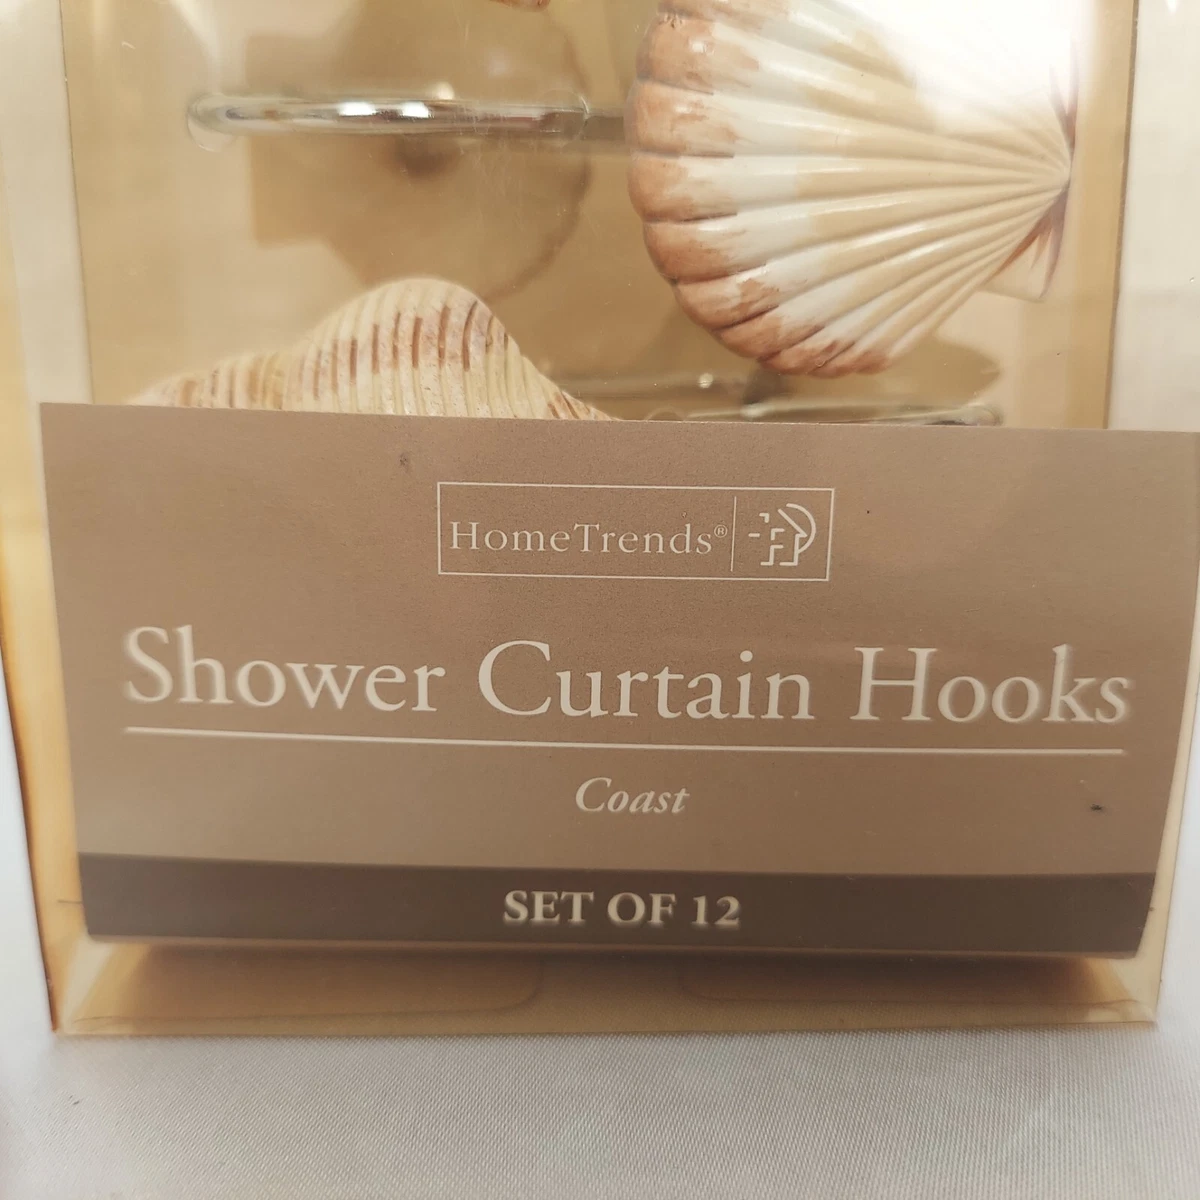 HomeTrends®
Shower Curtain Hooks
Coast
SET OF 12